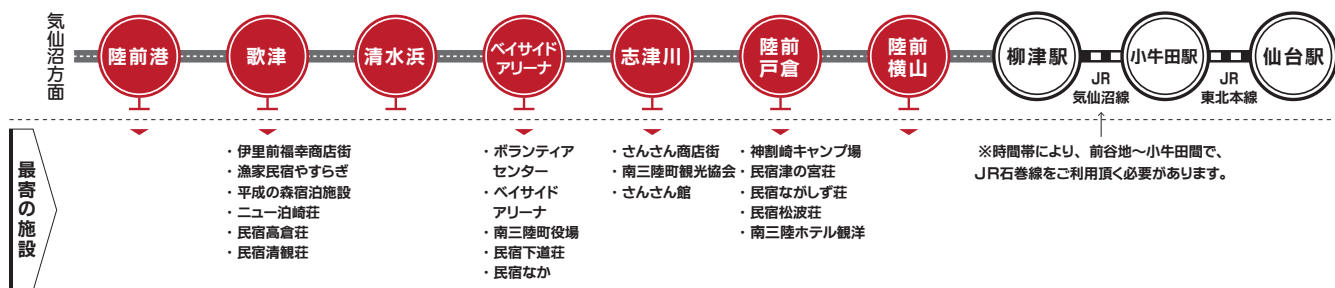 気仙沼方面
陸前港
歌津
清水浜
ベイサイド
アリーナ
志津川
陸前
戸倉
陸前
横山
柳津駅
JR
気仙沼線
小牛田駅
JR
東北本線
仙台駅
最寄の施設
・伊里前福幸商店街
・漁家民宿やすらぎ
・平成の森宿泊施設
・ニュー泊崎荘
・民宿高倉荘
・民宿清観荘
・ボランティア
センター
・ベイサイド
アリーナ
・南三陸町役場
・民宿下道荘
・民宿なか
・さんさん商店街
・南三陸町観光協会
・さんさん館
・神割崎キャンプ場
・民宿津の宮荘
・民宿ながしず荘
・民宿松波荘
・南三陸ホテル観洋
※時間帯により、前谷地〜小牛田間で、
JR石巻線をご利用頂く必要があります。